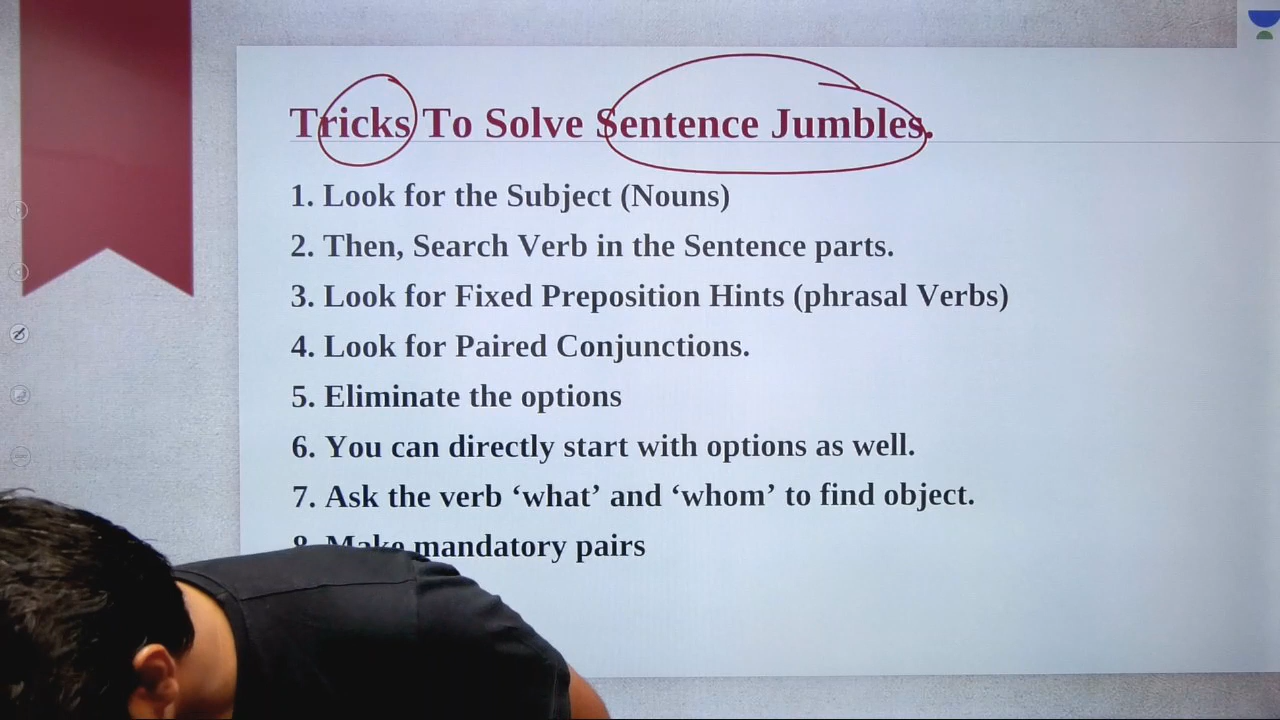 Tricks To Solve Sentence Jumbles.
1. Look for the Subject (Nouns)
2. Then, Search Verb in the Sentence parts.
3. Look for Fixed Preposition Hints (phrasal Verbs)
4. Look for Paired Conjunctions.
5. Eliminate the options
6. You can directly start with options as well.
7. Ask the verb ‘what’ and ‘whom’ to find object.
8. Make mandatory pairs